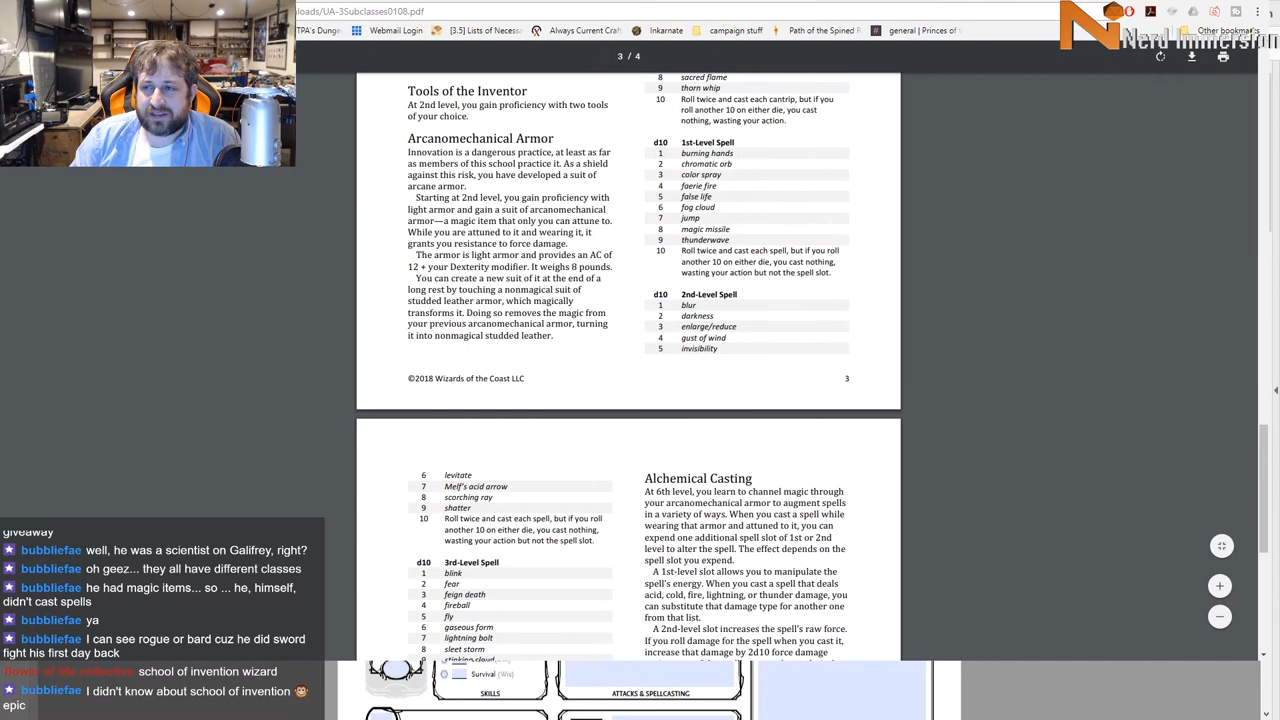 nloads/UA-3Subclasses0108.pdf
TPA's Dunge
Webmail Login
[3.5] Lists of Necess
Always Current Craf
Inkarnate
campaign stuff
Path of the Spined R
general | Princes of t
Other bookmarks
Nerd Immersion
3 / 4
Tools of the Inventor
At 2nd level, you gain proficiency with two tools
of your choice.
Arcanomechanical Armor
Innovation is a dangerous practice, at least as far
as members of this school practice it. As a shield
against this risk, you have developed a suit of
arcane armor.
Starting at 2nd level, you gain proficiency with
light armor and gain a suit of arcanomechanical
armor—a magic item that only you can attune to.
While you are attuned to it and wearing it, it
grants you resistance to force damage.
The armor is light armor and provides an AC of
12 + your Dexterity modifier. It weighs 8 pounds.
You can create a new suit of it at the end of a
long rest by touching a nonmagical suit of
studded leather armor, which magically
transforms it. Doing so removes the magic from
your previous arcanomechanical armor, turning
it into nonmagical studded leather.
8 sacred flame
9 thorn whip
10 Roll twice and cast each cantrip, but if you
roll another 10 on either die, you cast
nothing, wasting your action.
d10 1st-Level Spell
1 burning hands
2 chromatic orb
3 color spray
4 faerie fire
5 false life
6 fog cloud
7 jump
8 magic missile
9 thunderwave
10 Roll twice and cast each spell, but if you roll
another 10 on either die, you cast nothing,
wasting your action but not the spell slot.
d10 2nd-Level Spell
1 blur
2 darkness
3 enlarge/reduce
4 gust of wind
5 invisibility
©2018 Wizards of the Coast LLC
3
6 levitate
7 Melf's acid arrow
8 scorching ray
9 shatter
10 Roll twice and cast each spell, but if you roll
another 10 on either die, you cast nothing,
wasting your action but not the spell slot.
d10 3rd-Level Spell
1 blink
2 fear
3 feign death
4 fireball
5 fly
6 gaseous form
7 lightning bolt
8 sleet storm
9 stinking cloud
Alchemical Casting
At 6th level, you learn to channel magic through
your arcanomechanical armor to augment spells
in a variety of ways. When you cast a spell while
wearing that armor and attuned to it, you can
expend one additional spell slot of 1st or 2nd
level to alter the spell. The effect depends on the
spell slot you expend.
A 1st-level slot allows you to manipulate the
spell's energy. When you cast a spell that deals
acid, cold, fire, lightning, or thunder damage, you
can substitute that damage type for another one
from that list.
A 2nd-level slot increases the spell's raw force.
If you roll damage for the spell when you cast it,
increase that damage by 2d10 force damage
giveaway
bubbliefae well, he was a scientist on Galifrey, right?
bubbliefae oh geez... they all have different classes
bubbliefae he had magic items... so ... he, himself,
didn't cast spells
bubbliefae ya
bubbliefae I can see rogue or bard cuz he did sword
fight his first day back
flower of life collective school of invention wizard
bubbliefae I didn't know about school of invention
epic
Survival (Wis)
SKILLS
ATTACKS & SPELLCASTING